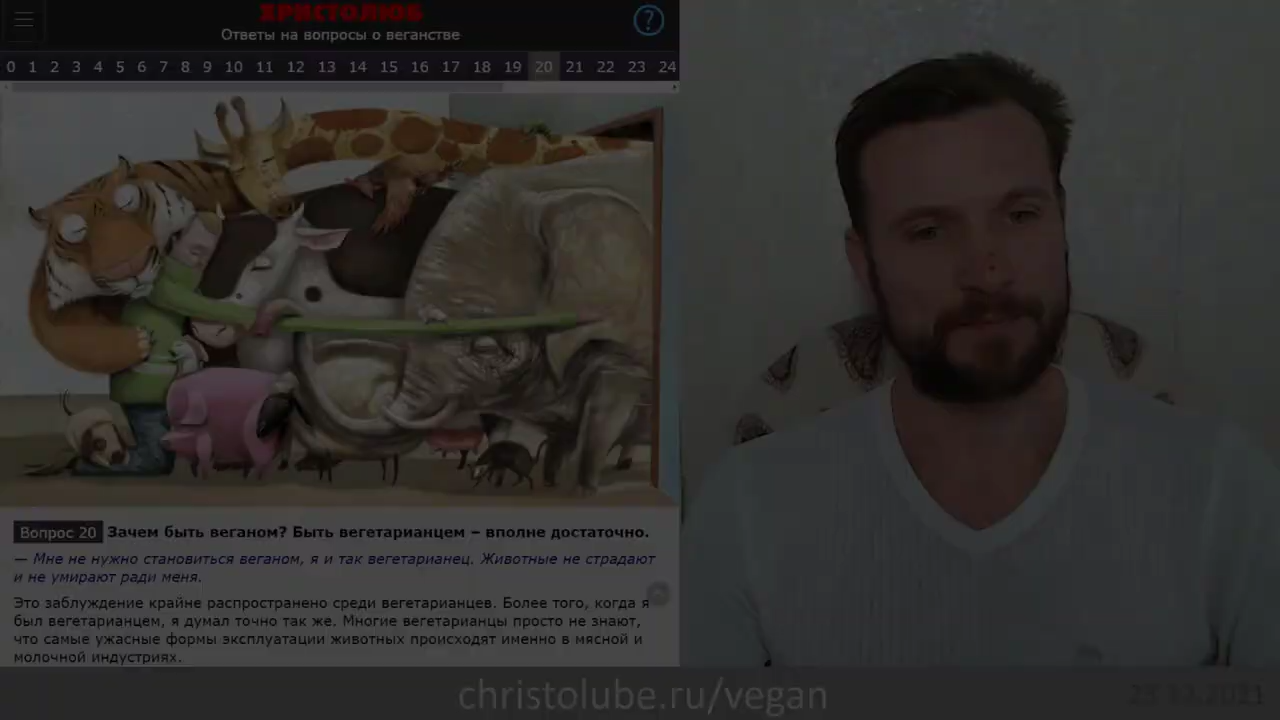 ХРИСТОЛЮБ
Ответы на вопросы о веганстве
?
0 1 2 3 4 5 6 7 8 9 10 11 12 13 14 15 16 17 18 19 20 21 22 23 24
Вопрос 20 Зачем быть веганом? Быть вегетарианцем – вполне достаточно.
— Мне не нужно становиться веганом, я и так вегетарианец. Животные не страдают
и не умирают ради меня.
Это заблуждение крайне распространено среди вегетарианцев. Более того, когда я
был вегетарианцем, я думал точно так же. Многие вегетарианцы просто не знают,
что самые ужасные формы эксплуатации животных происходят именно в мясной и
молочной индустриях.
christolube.ru/vegan